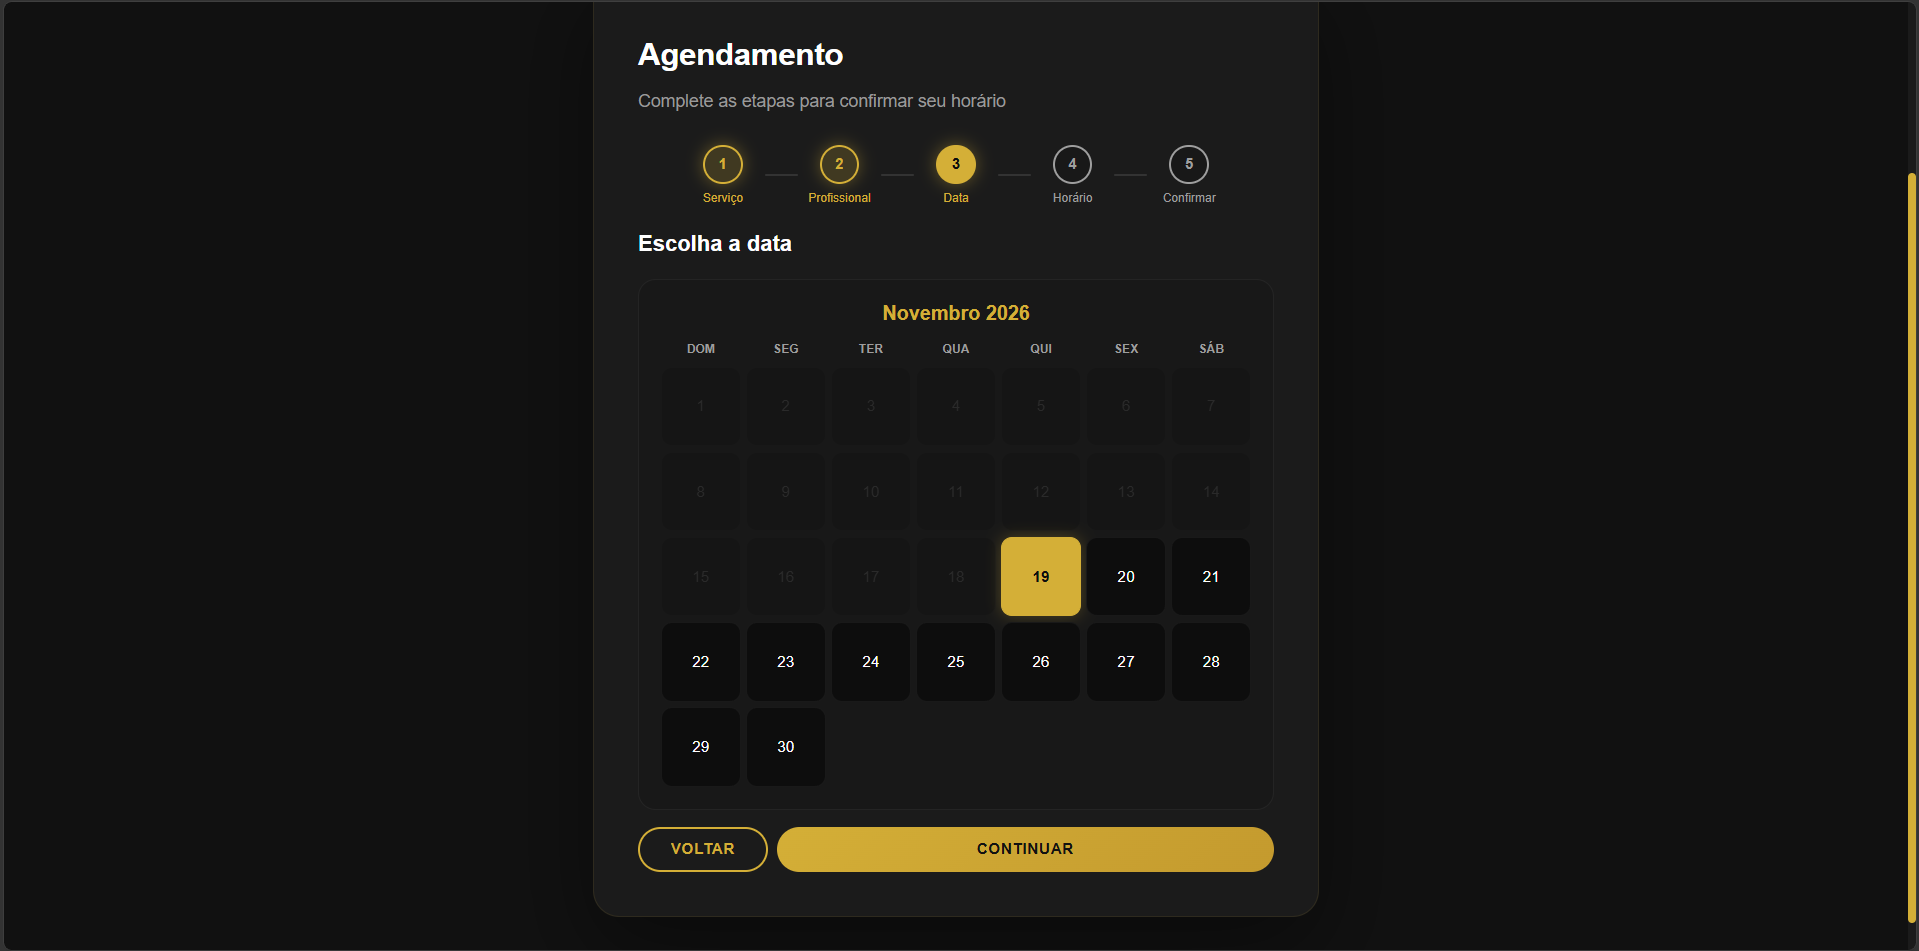 Agendamento
Complete as etapas para confirmar seu horário
1 2 3 4 5
Serviço Profissional Data Horário Confirmar
Escolha a data
Novembro 2026
DOM SEG TER QUA QUI SEX SÁB
1 2 3 4 5 6 7
8 9 10 11 12 13 14
15 16 17 18 19 20 21
22 23 24 25 26 27 28
29 30
VOLTAR CONTINUAR